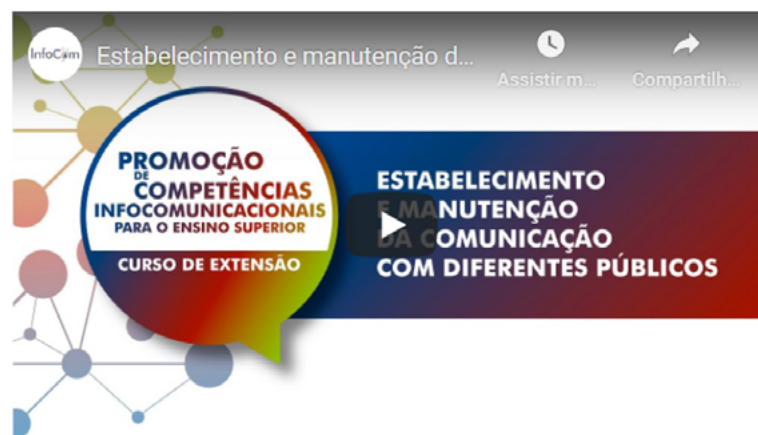 InfoCom
Estabelecimento e manutenção d...
Assistir m...
Compartilh...
PROMOÇÃO
DE
COMPETÊNCIAS
INFOCOMUNICACIONAIS
PARA O ENSINO SUPERIOR
CURSO DE EXTENSÃO
ESTABELECIMENTO
E MANUTENÇÃO
DA COMUNICAÇÃO
COM DIFERENTES PÚBLICOS